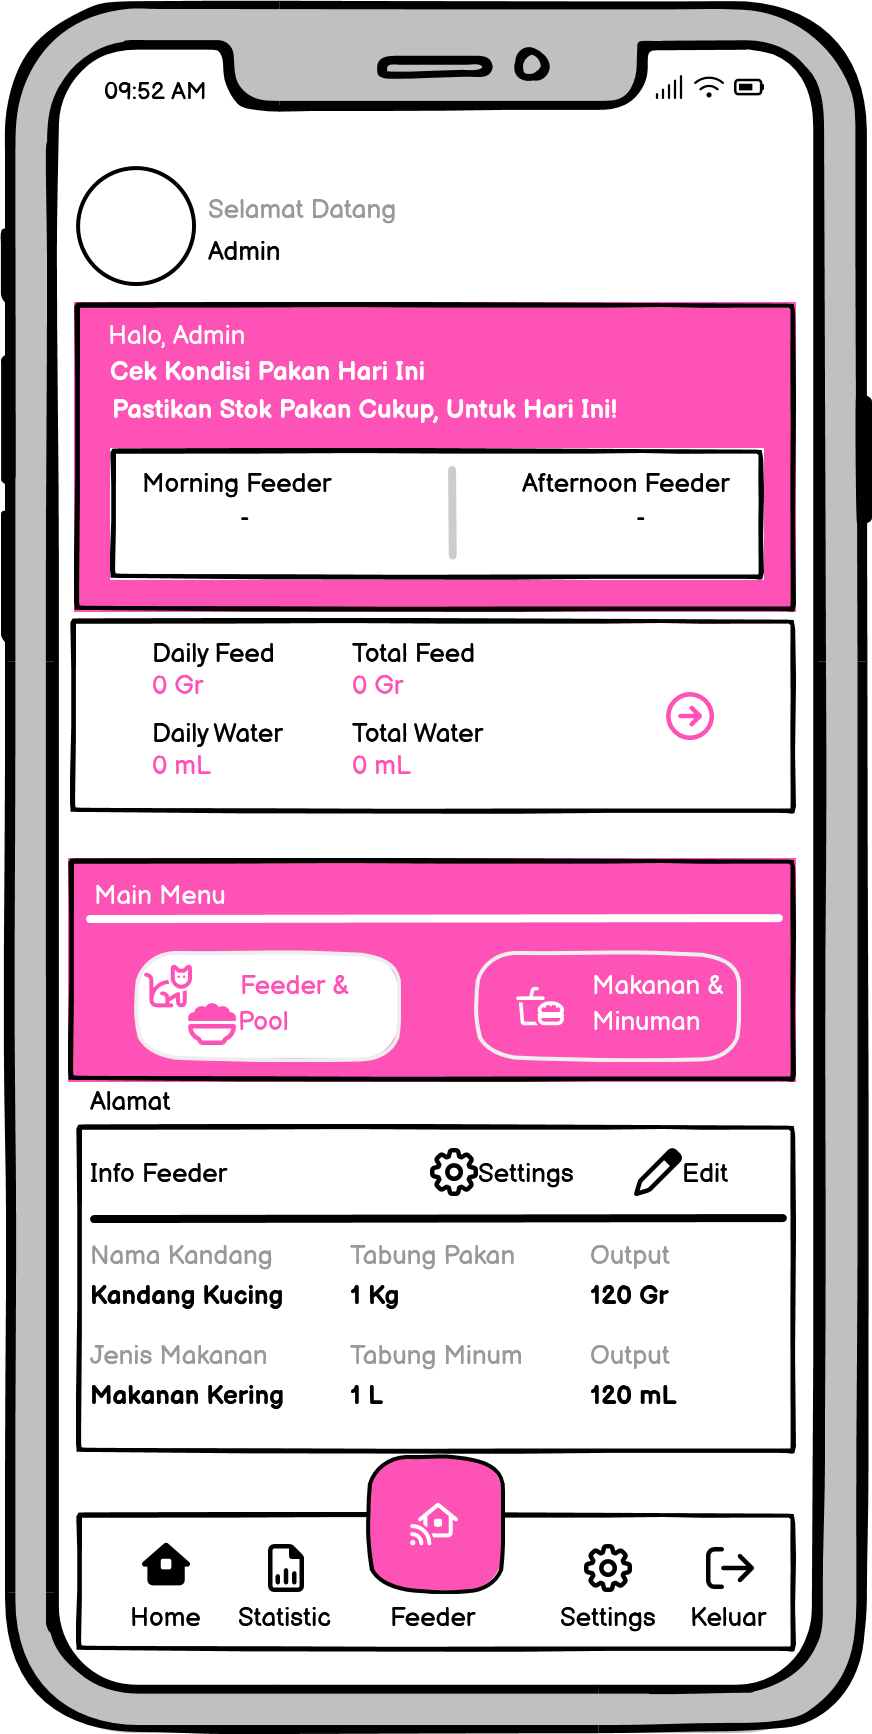 09:52 AM
Selamat Datang
Admin
Halo, Admin
Cek Kondisi Pakan Hari Ini
Pastikan Stok Pakan Cukup, Untuk Hari Ini!
Morning Feeder
-
Afternoon Feeder
-
Daily Feed
0 Gr
Total Feed
0 Gr
Daily Water
0 mL
Total Water
0 mL
Main Menu
Feeder &
Pool
Makanan &
Minuman
Alamat
Info Feeder
Settings
Edit
Nama Kandang
Kandang Kucing
Tabung Pakan
1 Kg
Output
120 Gr
Jenis Makanan
Makanan Kering
Tabung Minum
1 L
Output
120 mL
Home
Statistic
Feeder
Settings
Keluar